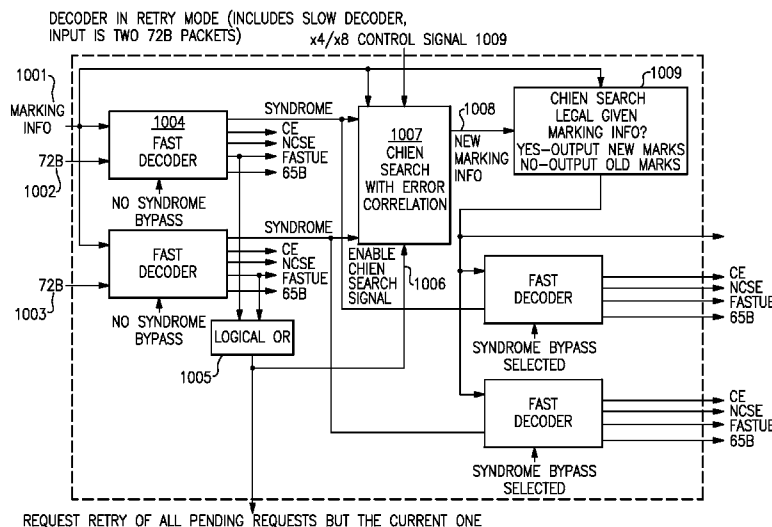 DECODER IN RETRY MODE (INCLUDES SLOW DECODER,
INPUT IS TWO 72B PACKETS)
x4/x8 CONTROL SIGNAL 1009
1001
MARKING
INFO
72B
1002
1004
FAST
DECODER
NO SYNDROME
BYPASS
SYNDROME
CE
NCSE
FASTUE
65B
1007
CHIEN
SEARCH
WITH ERROR
CORRELATION
1008
NEW
MARKING
INFO
1009
CHIEN SEARCH
LEGAL GIVEN
MARKING INFO?
YES-OUTPUT NEW MARKS
NO-OUTPUT OLD MARKS
72B
1003
FAST
DECODER
NO SYNDROME
BYPASS
SYNDROME
CE
NCSE
FASTUE
65B
ENABLE
CHIEN
SEARCH
SIGNAL
1006
LOGICAL OR
1005
FAST
DECODER
SYNDROME BYPASS
SELECTED
CE
NCSE
FASTUE
65B
FAST
DECODER
SYNDROME BYPASS
SELECTED
CE
NCSE
FASTUE
65B
REQUEST RETRY OF ALL PENDING REQUESTS BUT THE CURRENT ONE